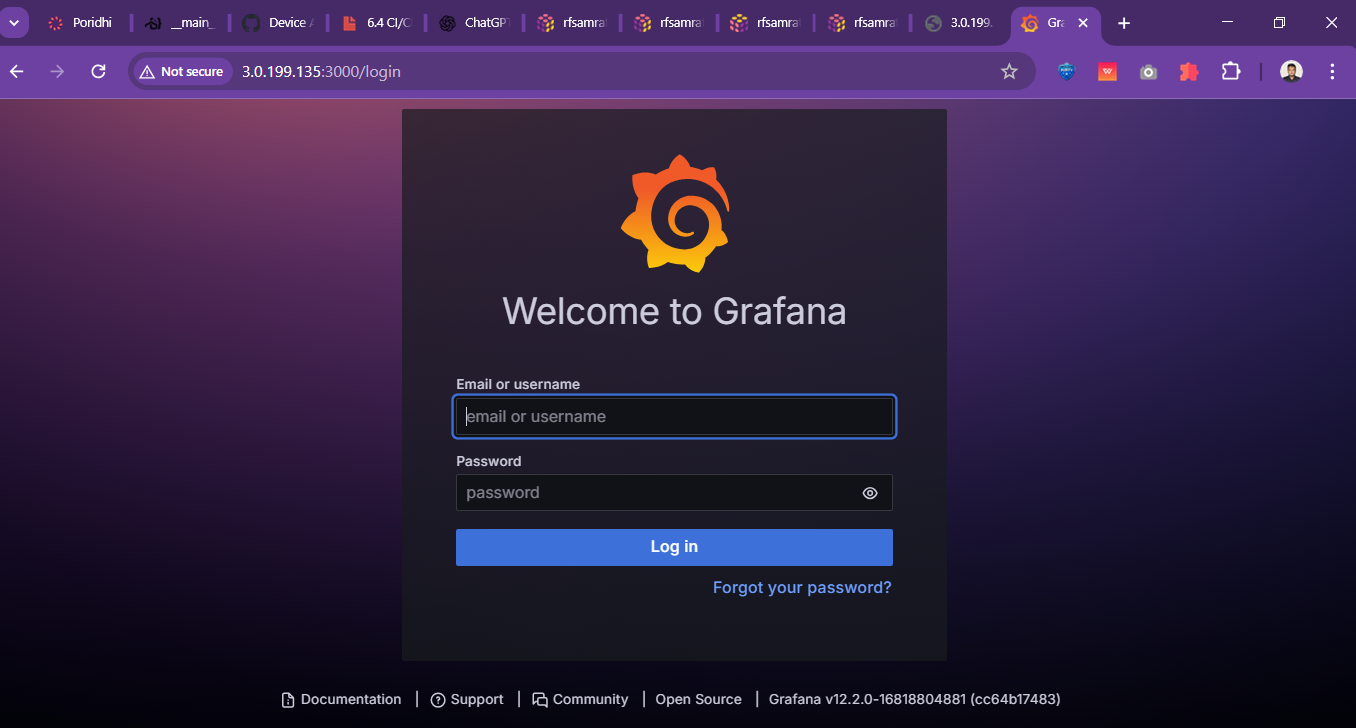 Poridhi __main_ Device A 6.4 CI/C ChatGPT rfsamra rfsamra rfsamra rfsamra 3.0.199. Gra
Not secure 3.0.199.135:3000/login
Welcome to Grafana
Email or username
email or username
Password
password
Log in
Forgot your password?
Documentation | Support | Community | Open Source | Grafana v12.2.0-16818804881 (cc64b17483)